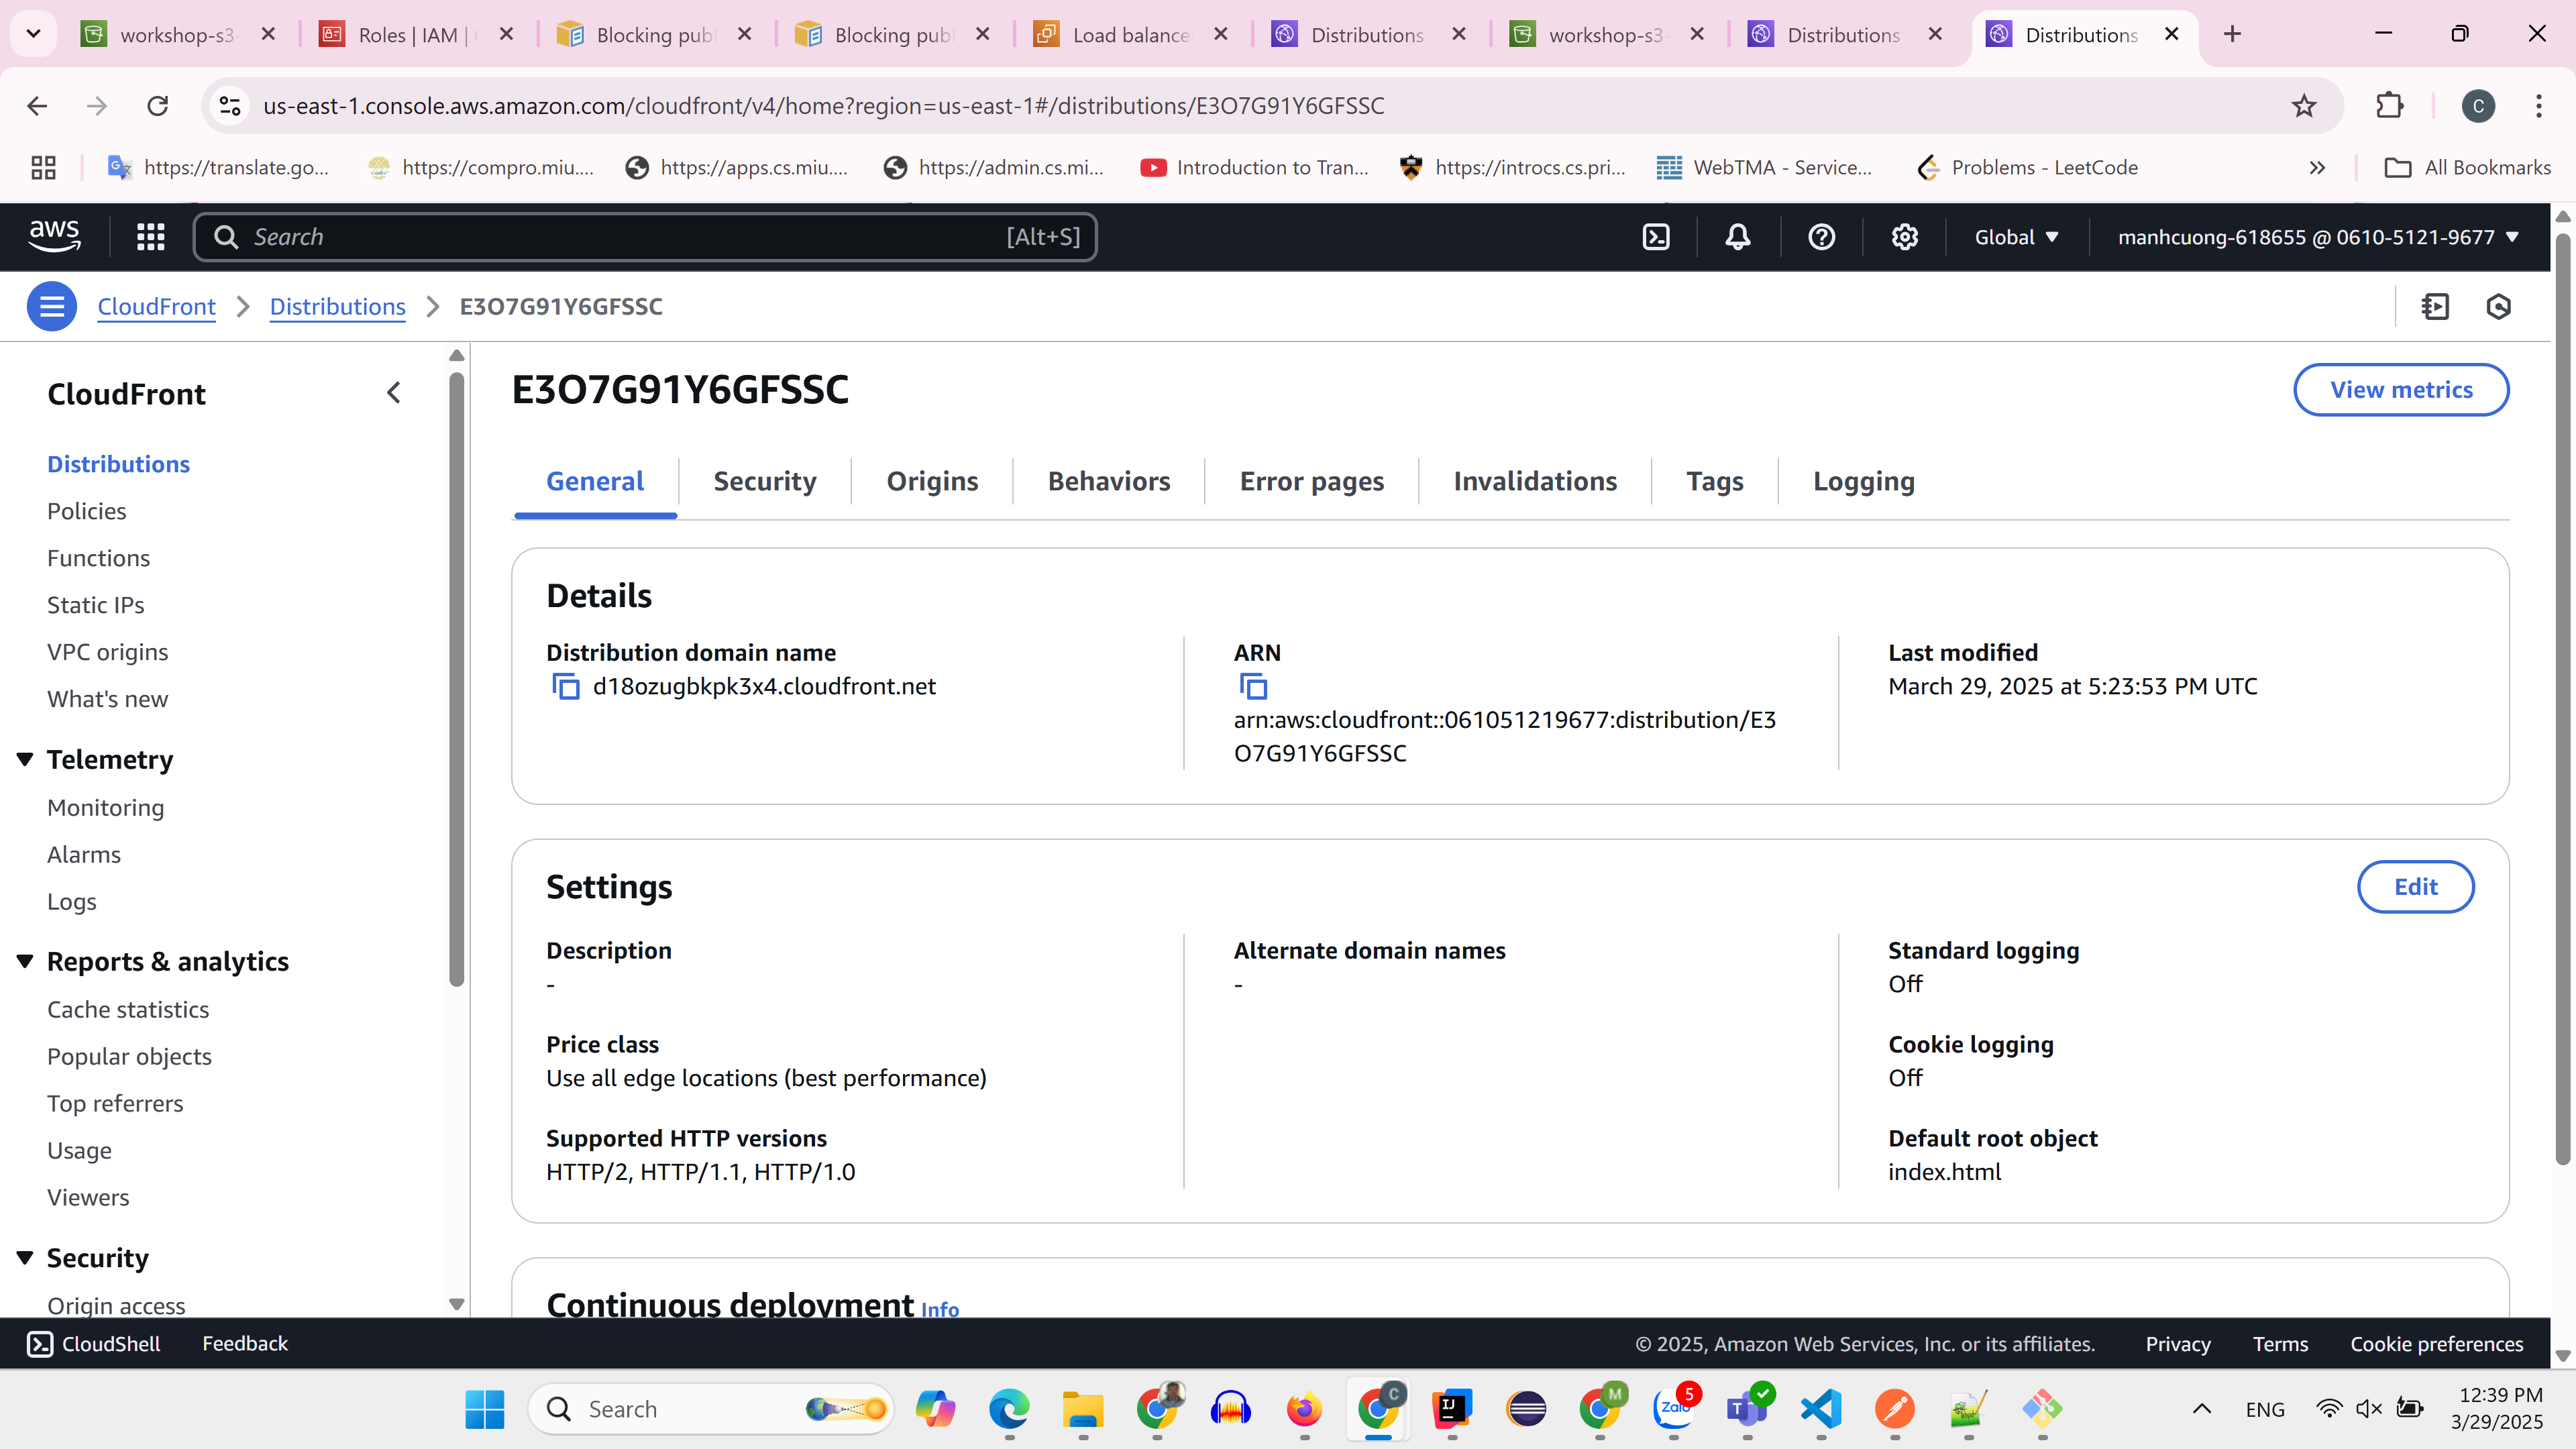 workshop-s3-
Roles | IAM |
Blocking publ
Blocking publ
Load balance
Distributions
workshop-s3-
Distributions
Distributions
us-east-1.console.aws.amazon.com/cloudfront/v4/home?region=us-east-1#/distributions/E3O7G91Y6GFSSC
C
https://translate.go...
https://compro.miu....
https://apps.cs.miu....
https://admin.cs.mi...
Introduction to Tran...
https://introcs.cs.pri...
WebTMA - Service...
Problems - LeetCode
All Bookmarks
aws
Search
[Alt+S]
Global
manhcuong-618655 @ 0610-5121-9677
CloudFront
Distributions
E3O7G91Y6GFSSC
CloudFront
Distributions
Policies
Functions
Static IPs
VPC origins
What's new
Telemetry
Monitoring
Alarms
Logs
Reports & analytics
Cache statistics
Popular objects
Top referrers
Usage
Viewers
Security
Origin access
E3O7G91Y6GFSSC
View metrics
General
Security
Origins
Behaviors
Error pages
Invalidations
Tags
Logging
Details
Distribution domain name
d18ozugbkpk3x4.cloudfront.net
ARN
arn:aws:cloudfront::061051219677:distribution/E3
O7G91Y6GFSSC
Last modified
March 29, 2025 at 5:23:53 PM UTC
Settings
Edit
Description
-
Price class
Use all edge locations (best performance)
Supported HTTP versions
HTTP/2, HTTP/1.1, HTTP/1.0
Alternate domain names
-
Standard logging
Off
Cookie logging
Off
Default root object
index.html
Continuous deployment Info
CloudShell
Feedback
© 2025, Amazon Web Services, Inc. or its affiliates.
Privacy
Terms
Cookie preferences
Search
C
IJ
M
Zalo
5
T
ENG
12:39 PM
3/29/2025